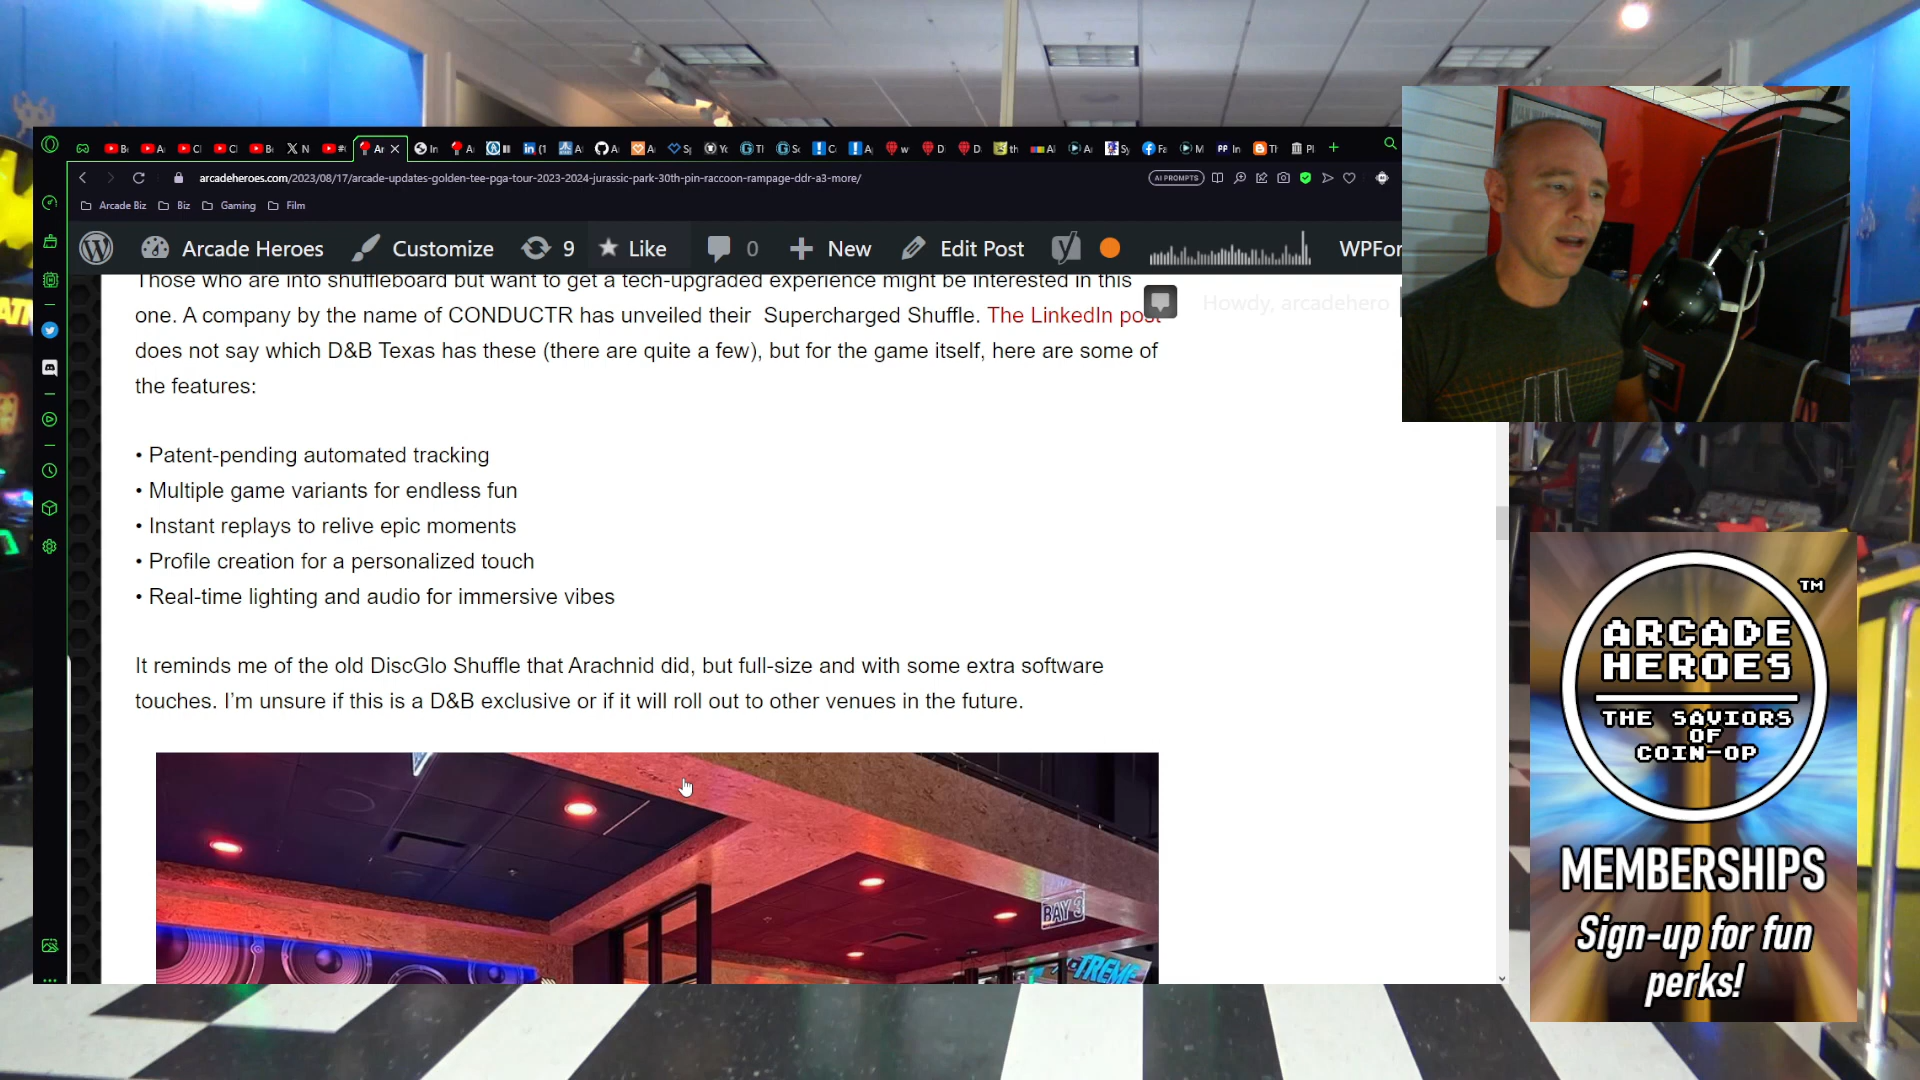 arcadeheroes.com/2023/08/17/arcade-updates-golden-tee-pga-tour-2023-2024-jurassic-park-30th-pin-raccoon-rampage-ddr-a3-more/
AI PROMPTS
Arcade Biz Biz Gaming Film
Arcade Heroes Customize 9 Like 0 New Edit Post WPFor
Howdy, arcadehero
Those who are into shuffleboard but want to get a tech-upgraded experience might be interested in this
one. A company by the name of CONDUCTR has unveiled their Supercharged Shuffle. The LinkedIn post
does not say which D&B Texas has these (there are quite a few), but for the game itself, here are some of
the features:
• Patent-pending automated tracking
• Multiple game variants for endless fun
• Instant replays to relive epic moments
• Profile creation for a personalized touch
• Real-time lighting and audio for immersive vibes
It reminds me of the old DiscGlo Shuffle that Arachnid did, but full-size and with some extra software
touches. I'm unsure if this is a D&B exclusive or if it will roll out to other venues in the future.
BAY 3
TREME
TM
ARCADE
HEROES
THE SAVIORS
OF
COIN-OP
MEMBERSHIPS
Sign-up for fun
perks!